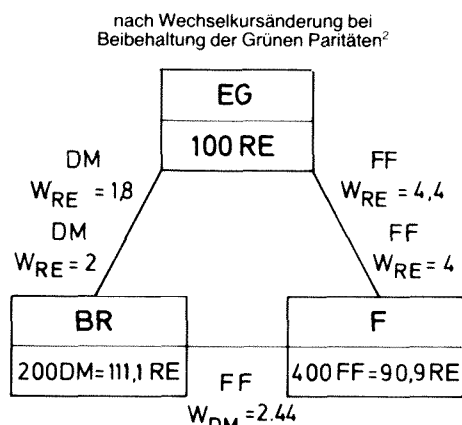 nach Wechselkursänderung bei
Beibehaltung der Grünen Paritäten²
EG
100 RE
DM
W_RE = 1,8
DM
W_RE = 2
FF
W_RE = 4,4
FF
W_RE = 4
BR
200 DM = 111,1 RE
F
400 FF = 90,9 RE
FF
W_DM = 2.44